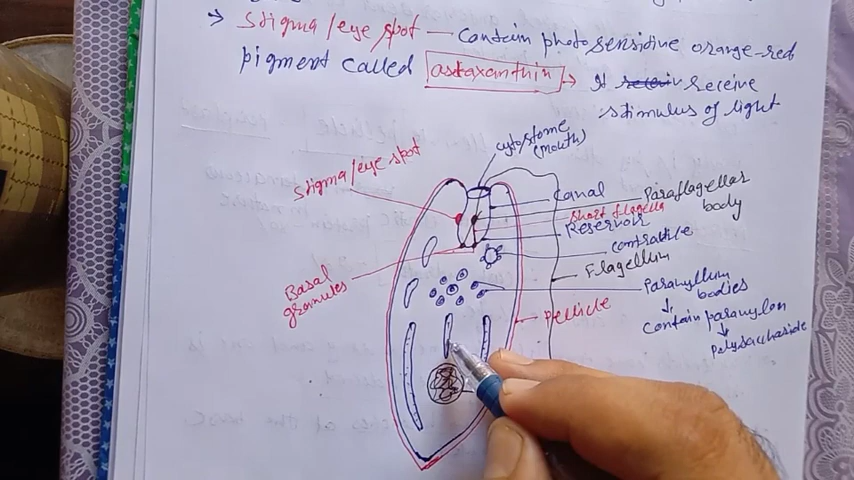 → Stigma/eye spot — Contain photosensitive orange-red
pigment called astaxanthin → It receive
stimulus of light
cytostome
(mouth)
Stigma/eye spot
Canal
Paraflagellar
body
Short flagella
Reservoir
contractile
Flagellum
Basal
granules
Paramyllum
bodies
↓
Contain paramylon
↓
Polysaccharide
Pellicle